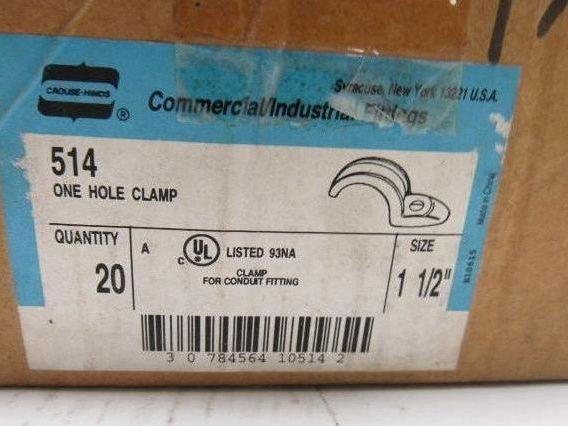 CROUSE-HINDS
®
Syracuse, New York 13221 U.S.A.
Commercial/Industrial Fittings
514
ONE HOLE CLAMP
QUANTITY
20
A
c UL LISTED 93NA
CLAMP
FOR CONDUIT FITTING
SIZE
1 1/2"
Made in China
3 0 784564 10514 2